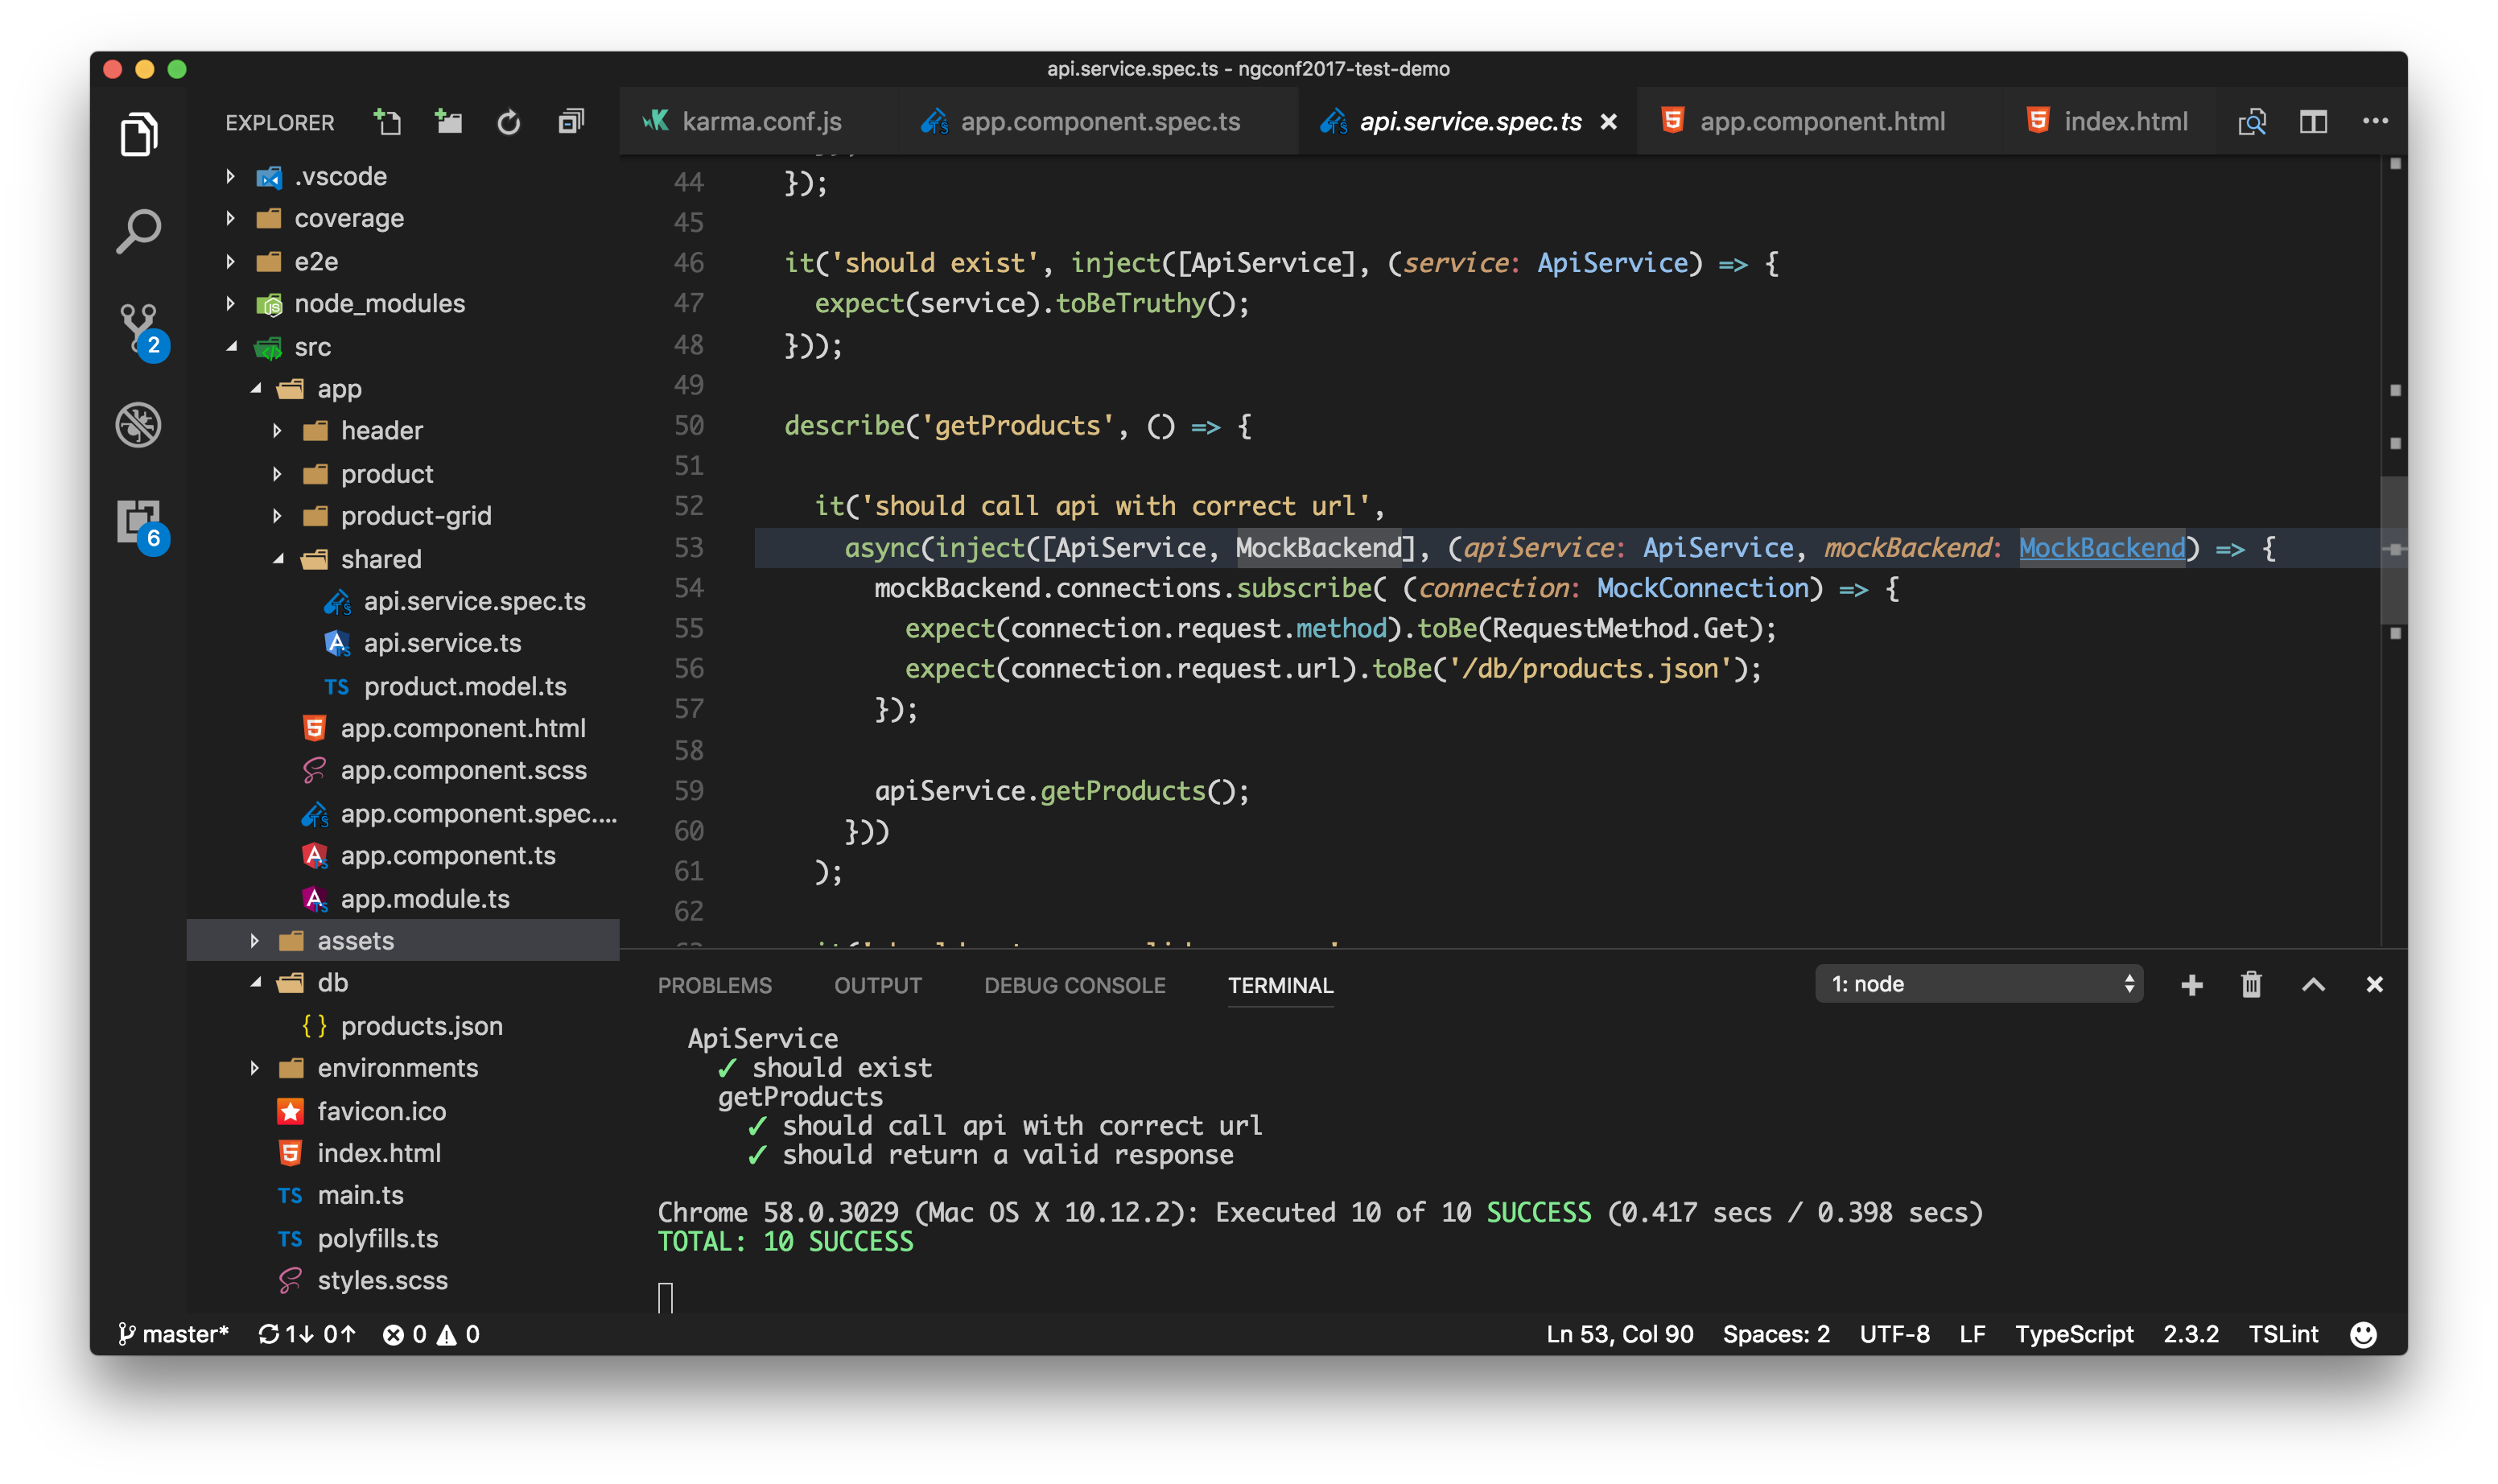 api.service.spec.ts - ngconf2017-test-demo
EXPLORER
karma.conf.js
app.component.spec.ts
api.service.spec.ts
app.component.html
index.html
.vscode
coverage
e2e
node_modules
src
app
header
product
product-grid
shared
api.service.spec.ts
api.service.ts
TS product.model.ts
app.component.html
app.component.scss
app.component.spec....
app.component.ts
app.module.ts
assets
db
{ } products.json
environments
favicon.ico
index.html
TS main.ts
TS polyfills.ts
styles.scss
2
6
44 });
45
46 it('should exist', inject([ApiService], (service: ApiService) => {
47 expect(service).toBeTruthy();
48 }));
49
50 describe('getProducts', () => {
51
52 it('should call api with correct url',
53 async(inject([ApiService, MockBackend], (apiService: ApiService, mockBackend: MockBackend) => {
54 mockBackend.connections.subscribe( (connection: MockConnection) => {
55 expect(connection.request.method).toBe(RequestMethod.Get);
56 expect(connection.request.url).toBe('/db/products.json');
57 });
58
59 apiService.getProducts();
60 }))
61 );
62
PROBLEMS OUTPUT DEBUG CONSOLE TERMINAL 1: node
ApiService
✓ should exist
getProducts
✓ should call api with correct url
✓ should return a valid response
Chrome 58.0.3029 (Mac OS X 10.12.2): Executed 10 of 10 SUCCESS (0.417 secs / 0.398 secs)
TOTAL: 10 SUCCESS
master* 1↓ 0↑ 0 0 Ln 53, Col 90 Spaces: 2 UTF-8 LF TypeScript 2.3.2 TSLint